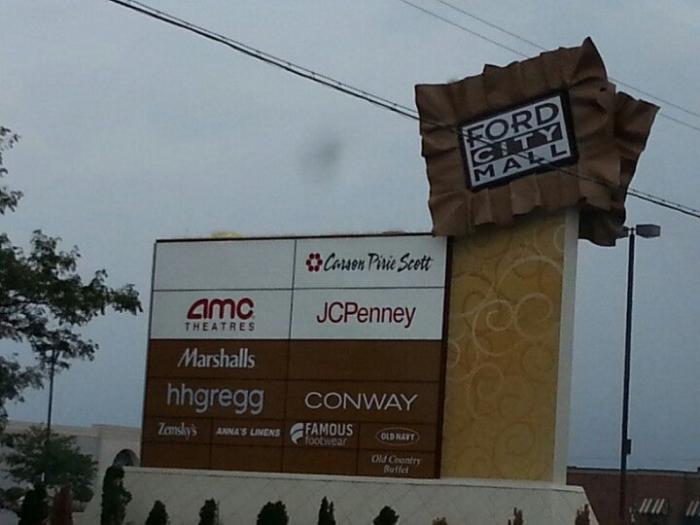 FORD
CITY
MALL
Carson Pirie Scott
amc
THEATRES
JCPenney
Marshalls
hhgregg
CONWAY
Zemsky's
ANNA'S LINENS
FAMOUS
footwear
OLD NAVY
Old Country
Buffet